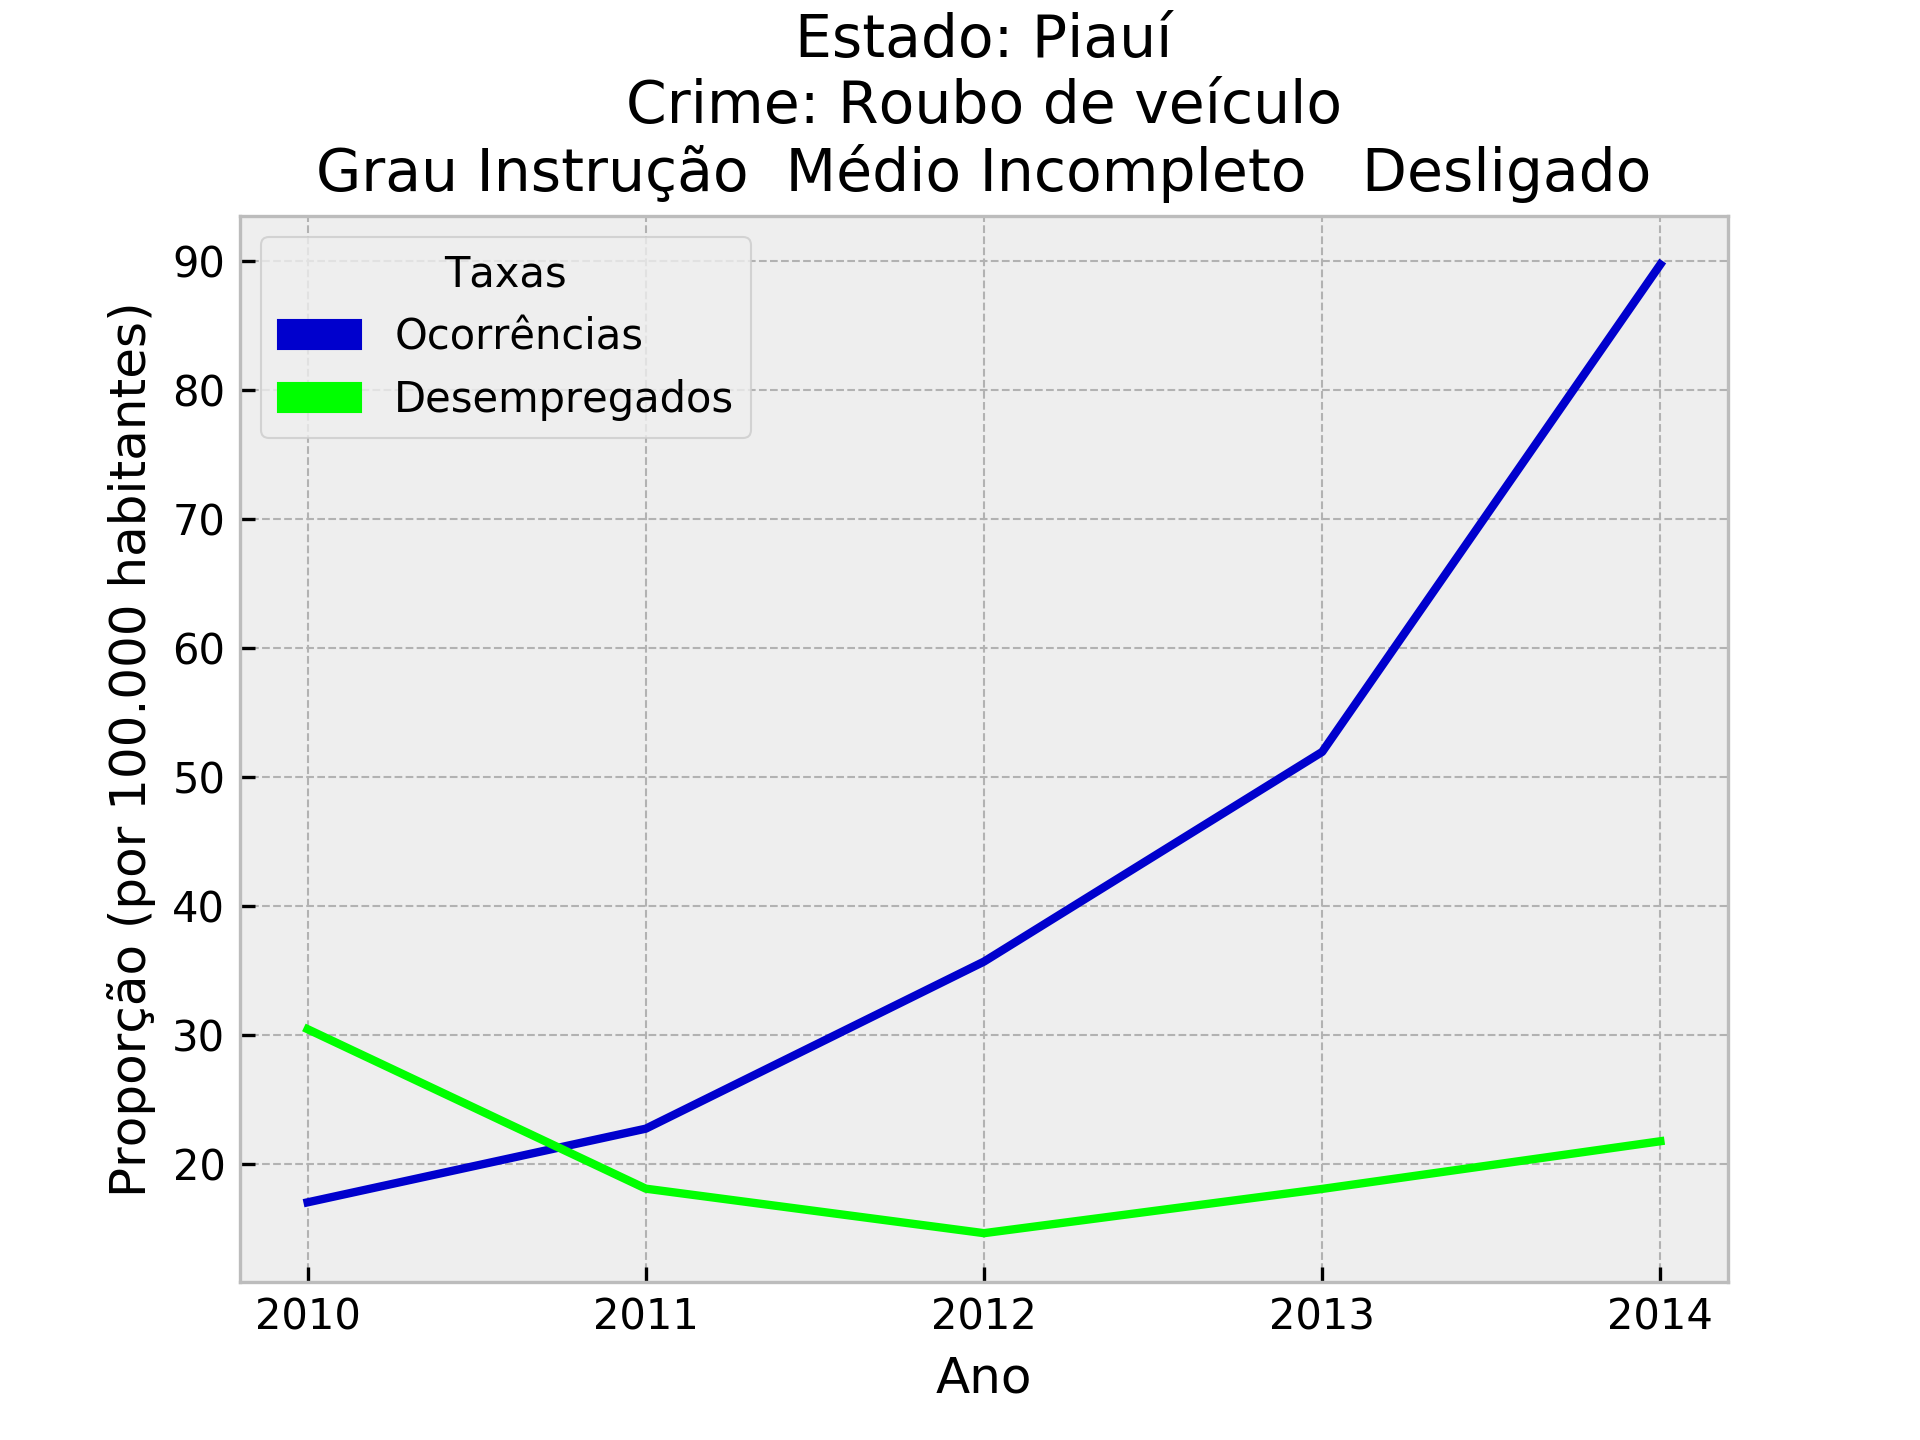 Estado: Piauí
Crime: Roubo de veículo
Grau Instrução  Médio Incompleto   Desligado
Proporção (por 100.000 habitantes)
90
80
70
60
50
40
30
20
Taxas
Ocorrências
Desempregados
2010 2011 2012 2013 2014
Ano